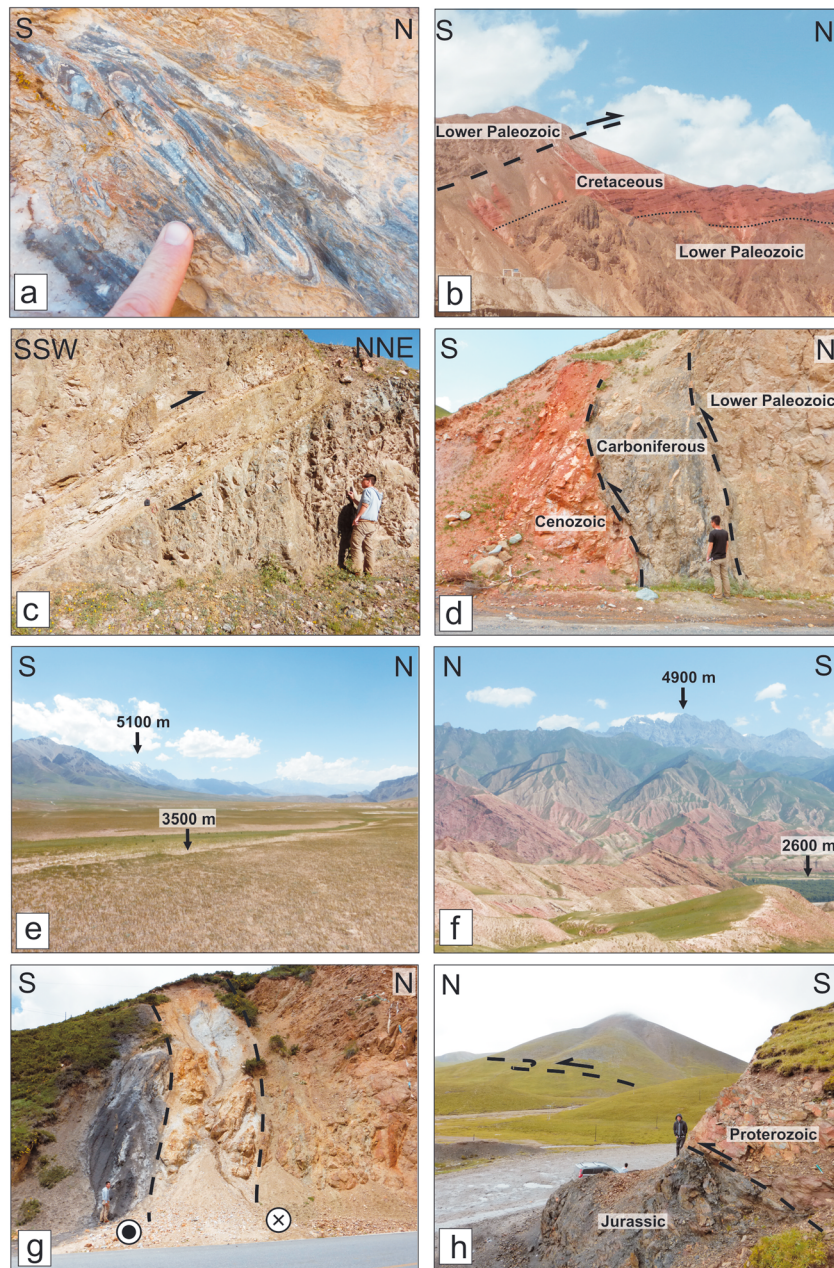 S N
a
S N
Lower Paleozoic
Cretaceous
Lower Paleozoic
b
SSW NNE
c
S N
Lower Paleozoic
Carboniferous
Cenozoic
d
S N
5100 m
3500 m
e
N S
4900 m
2600 m
f
S N
g
N S
?
Proterozoic
Jurassic
h